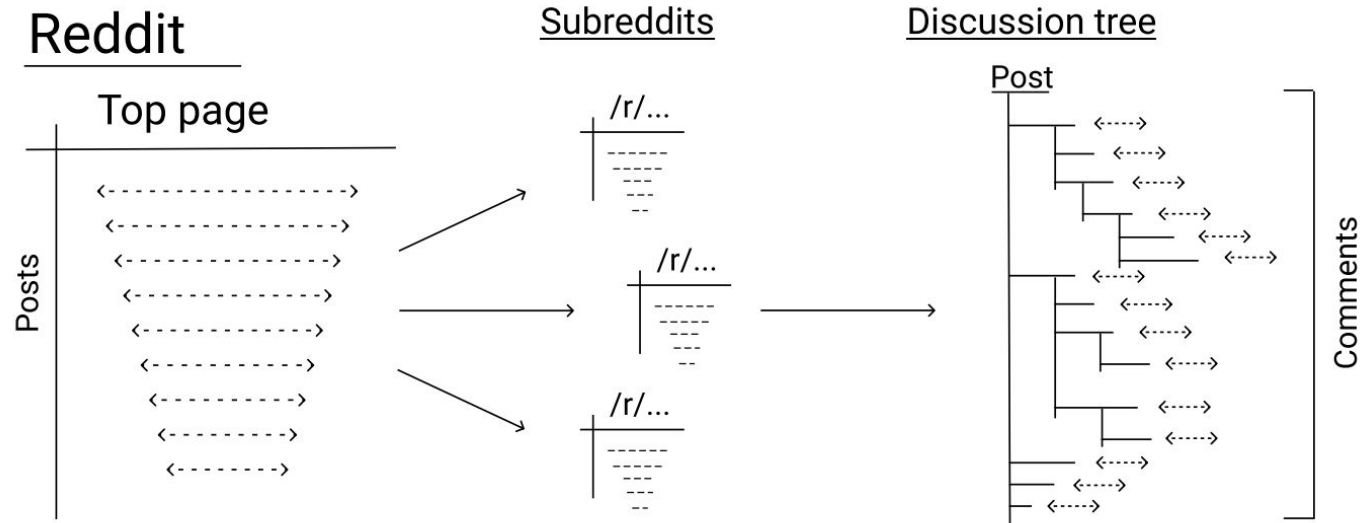 Reddit
Top page
Posts
Subreddits
/r/...
/r/...
/r/...
Discussion tree
Post
Comments